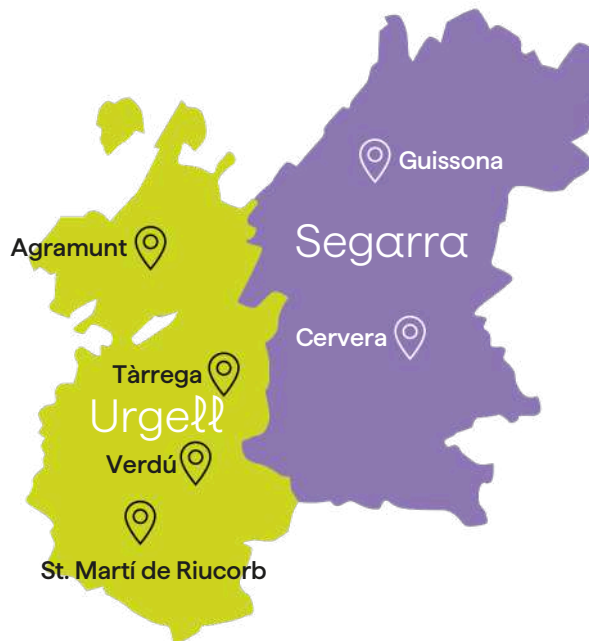 Guissona
Segarra
Agramunt
Cervera
Tàrrega
Urgell
Verdú
St. Martí de Riucorb